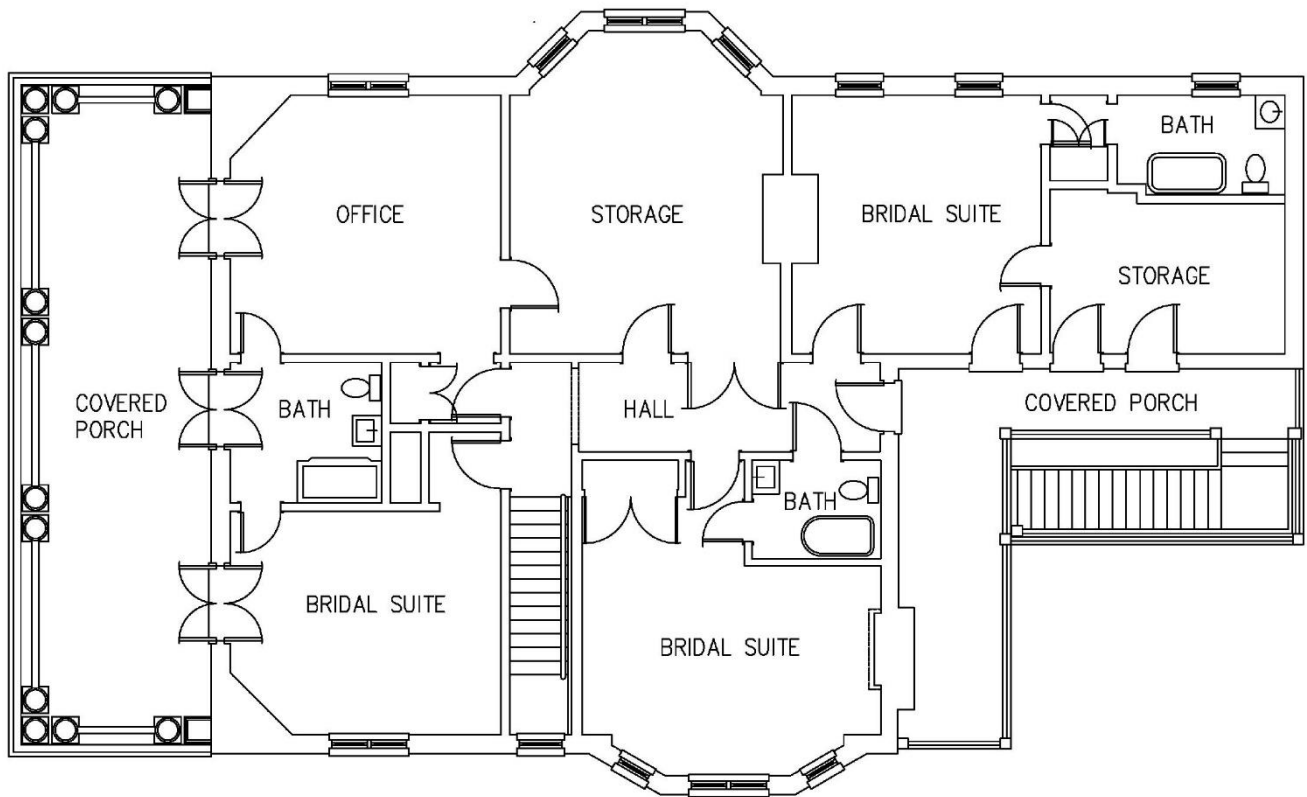 BATH
OFFICE
STORAGE
BRIDAL SUITE
STORAGE
COVERED
PORCH
BATH
HALL
COVERED PORCH
BATH
BRIDAL SUITE
BRIDAL SUITE